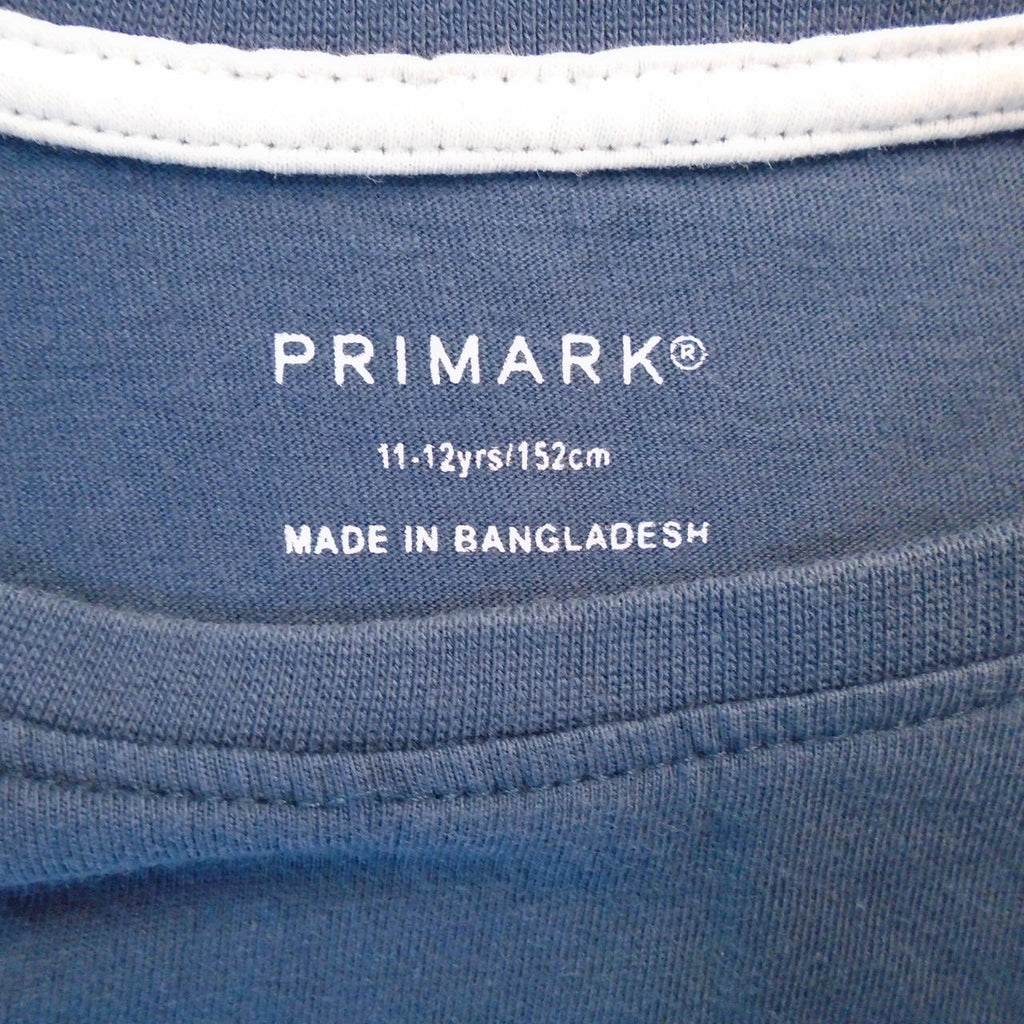 PRIMARK®
11-12yrs/152cm
MADE IN BANGLADESH